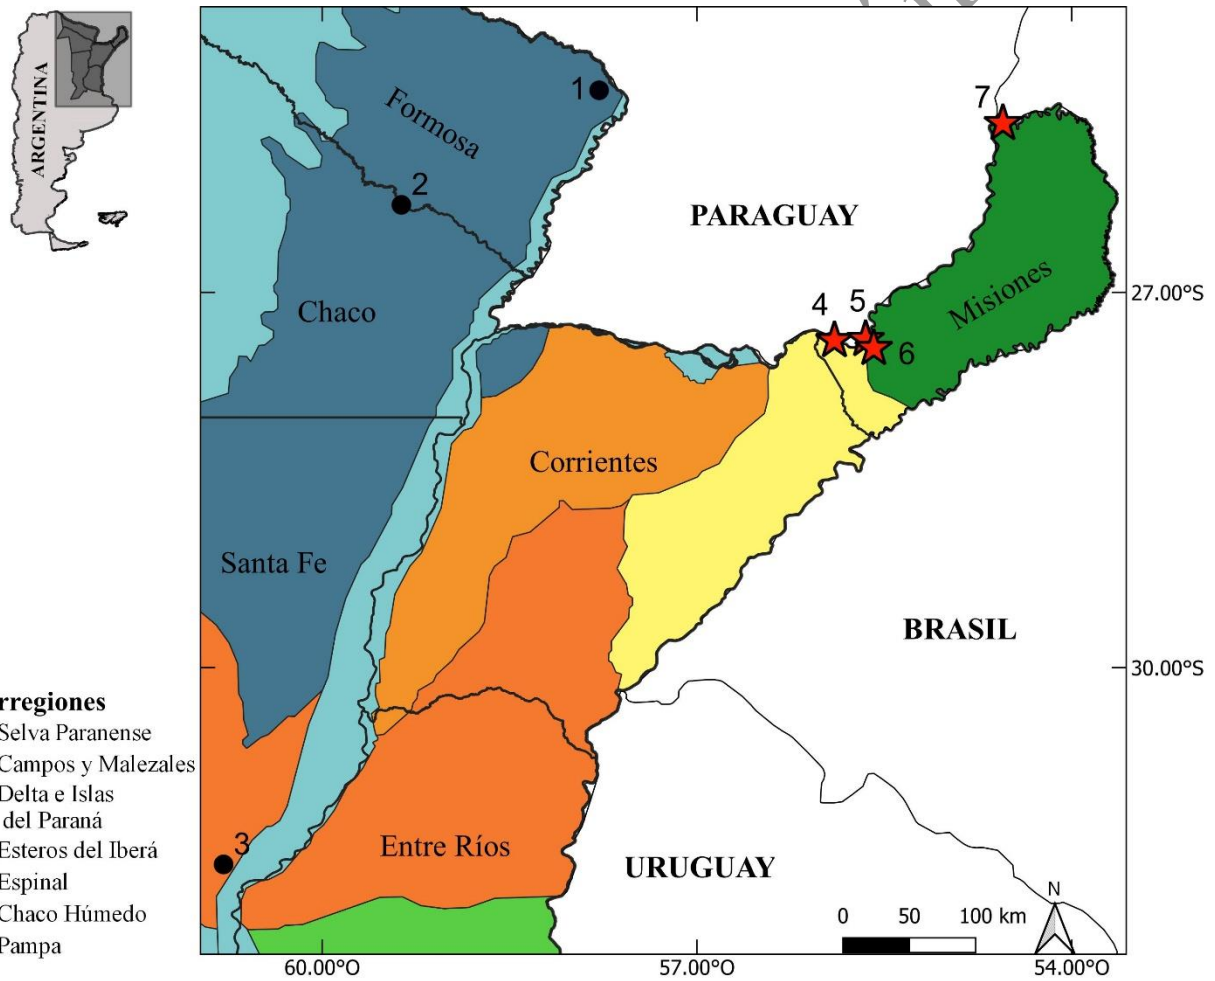 ARGENTINA
1
Formosa
7
2
PARAGUAY
Misiones
27.00°S
Chaco
4
5
6
Corrientes
Santa Fe
BRASIL
30.00°S
rregiones
Selva Paranense
Campos y Malezales
Delta e Islas
del Paraná
Esteros del Iberá
Espinal
Chaco Húmedo
Pampa
3
Entre Ríos
URUGUAY
N
0 50 100 km
60.00°O
57.00°O
54.00°O